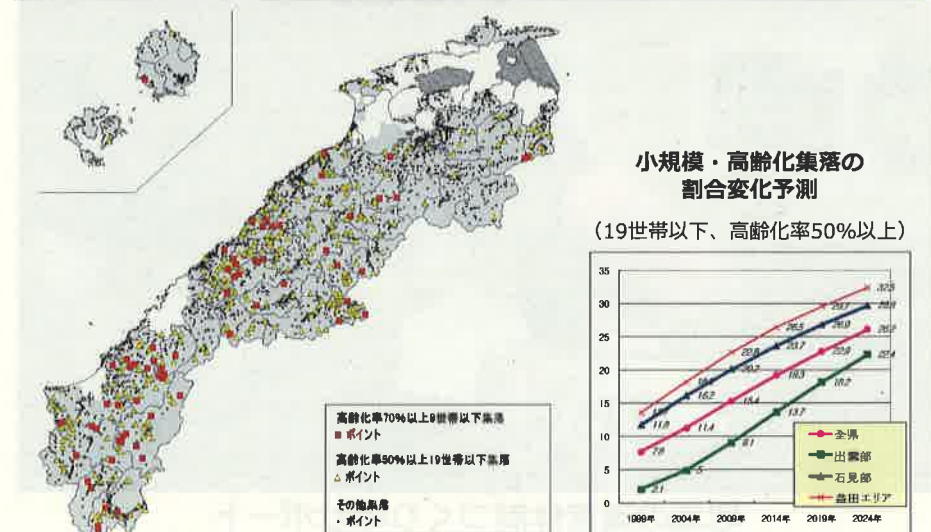 小規模・高齢化集落の
割合変化予測
（19世帯以下、高齢化率50%以上）
高齢化率70%以上9世帯以下集落
■ ポイント
高齢化率50%以上19世帯以下集落
△ ポイント
その他集落
・ ポイント
35
30
25
20
15
10
5
0
32.5
29.7
26.5
22.8
26.9
23.7
20.2
16.2
11.8
26.2
22.9
19.3
15.4
11.4
7.8
22.4
18.2
13.7
9.1
5
2.1
全県
出雲部
石見部
益田エリア
1999年 2004年 2009年 2014年 2019年 2024年